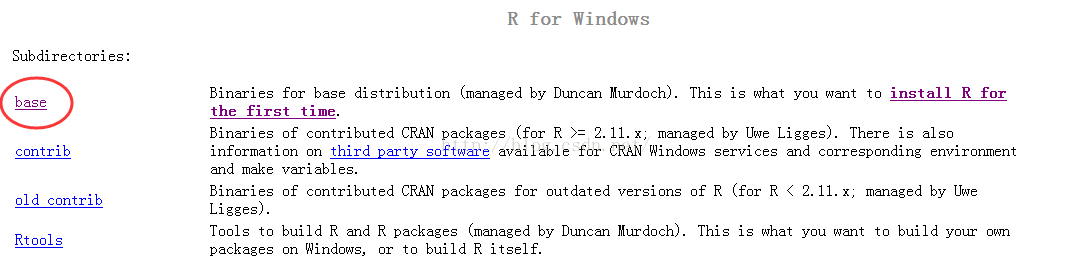 R for Windows
Subdirectories:
base
Binaries for base distribution (managed by Duncan Murdoch). This is what you want to install R for
the first time.
Binaries of contributed CRAN packages (for R >= 2.11.x; managed by Uwe Ligges). There is also
contrib
information on third party software available for CRAN Windows services and corresponding environment
and make variables.
old contrib
Binaries of contributed CRAN packages for outdated versions of R (for R < 2.11.x; managed by Uwe
Ligges).
Rtools
Tools to build R and R packages (managed by Duncan Murdoch). This is what you want to build your own
packages on Windows, or to build R itself.